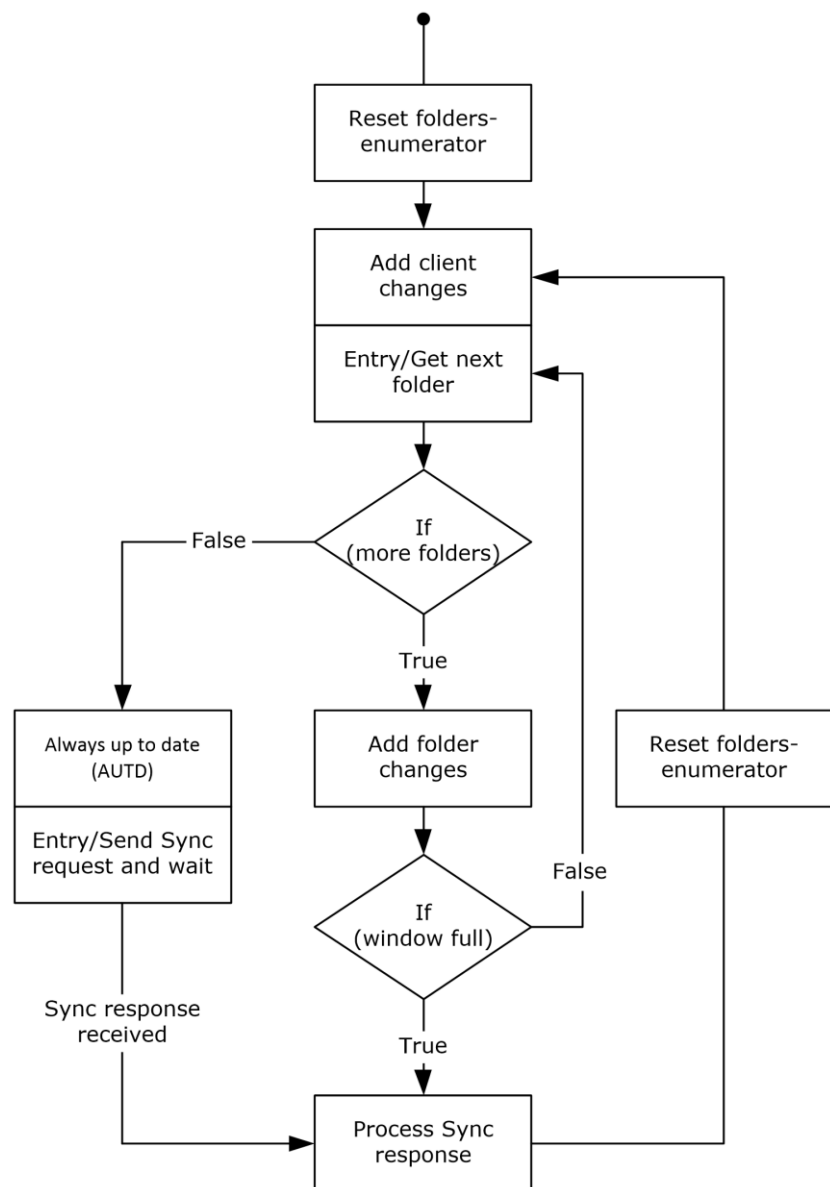 Reset folders-
enumerator
Add client
changes
Entry/Get next
folder
If
(more folders)
False
True
Always up to date
(AUTD)
Entry/Send Sync
request and wait
Add folder
changes
Reset folders-
enumerator
If
(window full)
False
Sync response
received
True
Process Sync
response